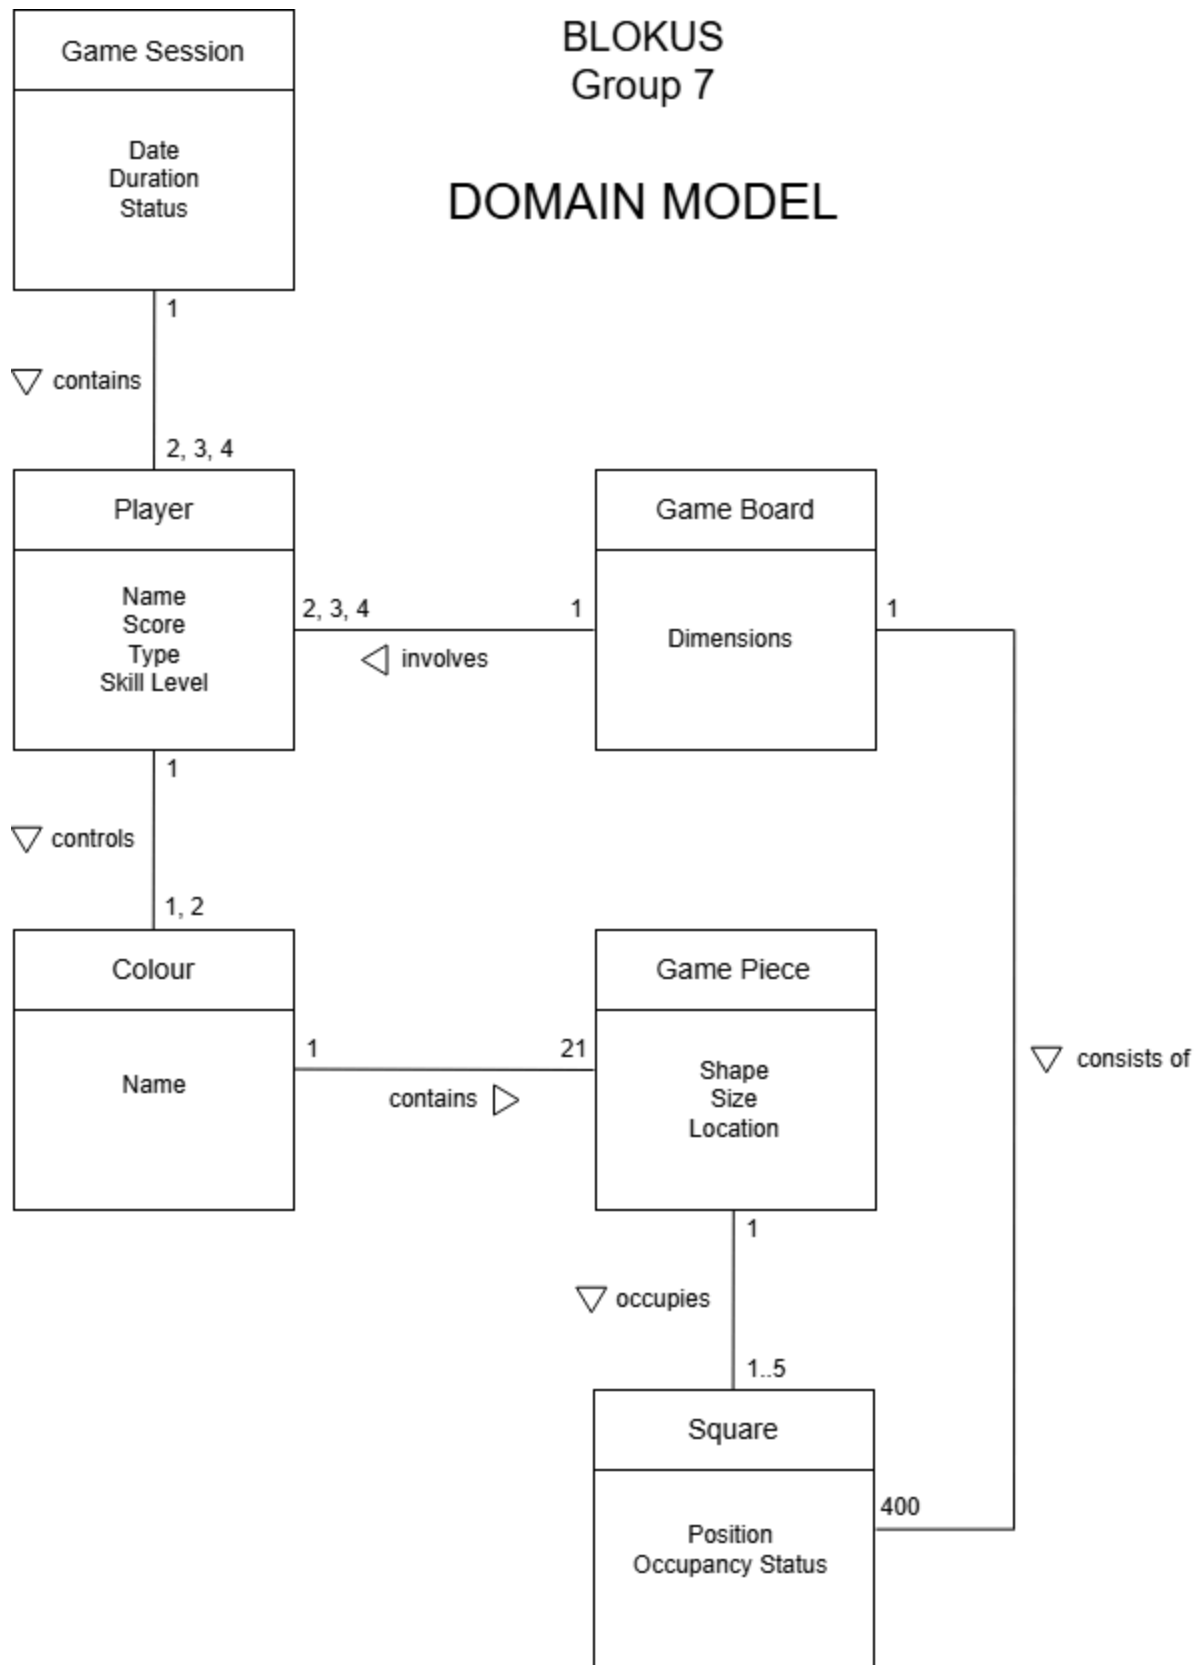 BLOKUS
Group 7
DOMAIN MODEL
Game Session
Date
Duration
Status
1
contains
2, 3, 4
Player
Name
Score
Type
Skill Level
2, 3, 4
1
involves
Game Board
Dimensions
1
1
controls
1, 2
Colour
Name
1
21
contains
Game Piece
Shape
Size
Location
consists of
1
occupies
1..5
Square
Position
Occupancy Status
400